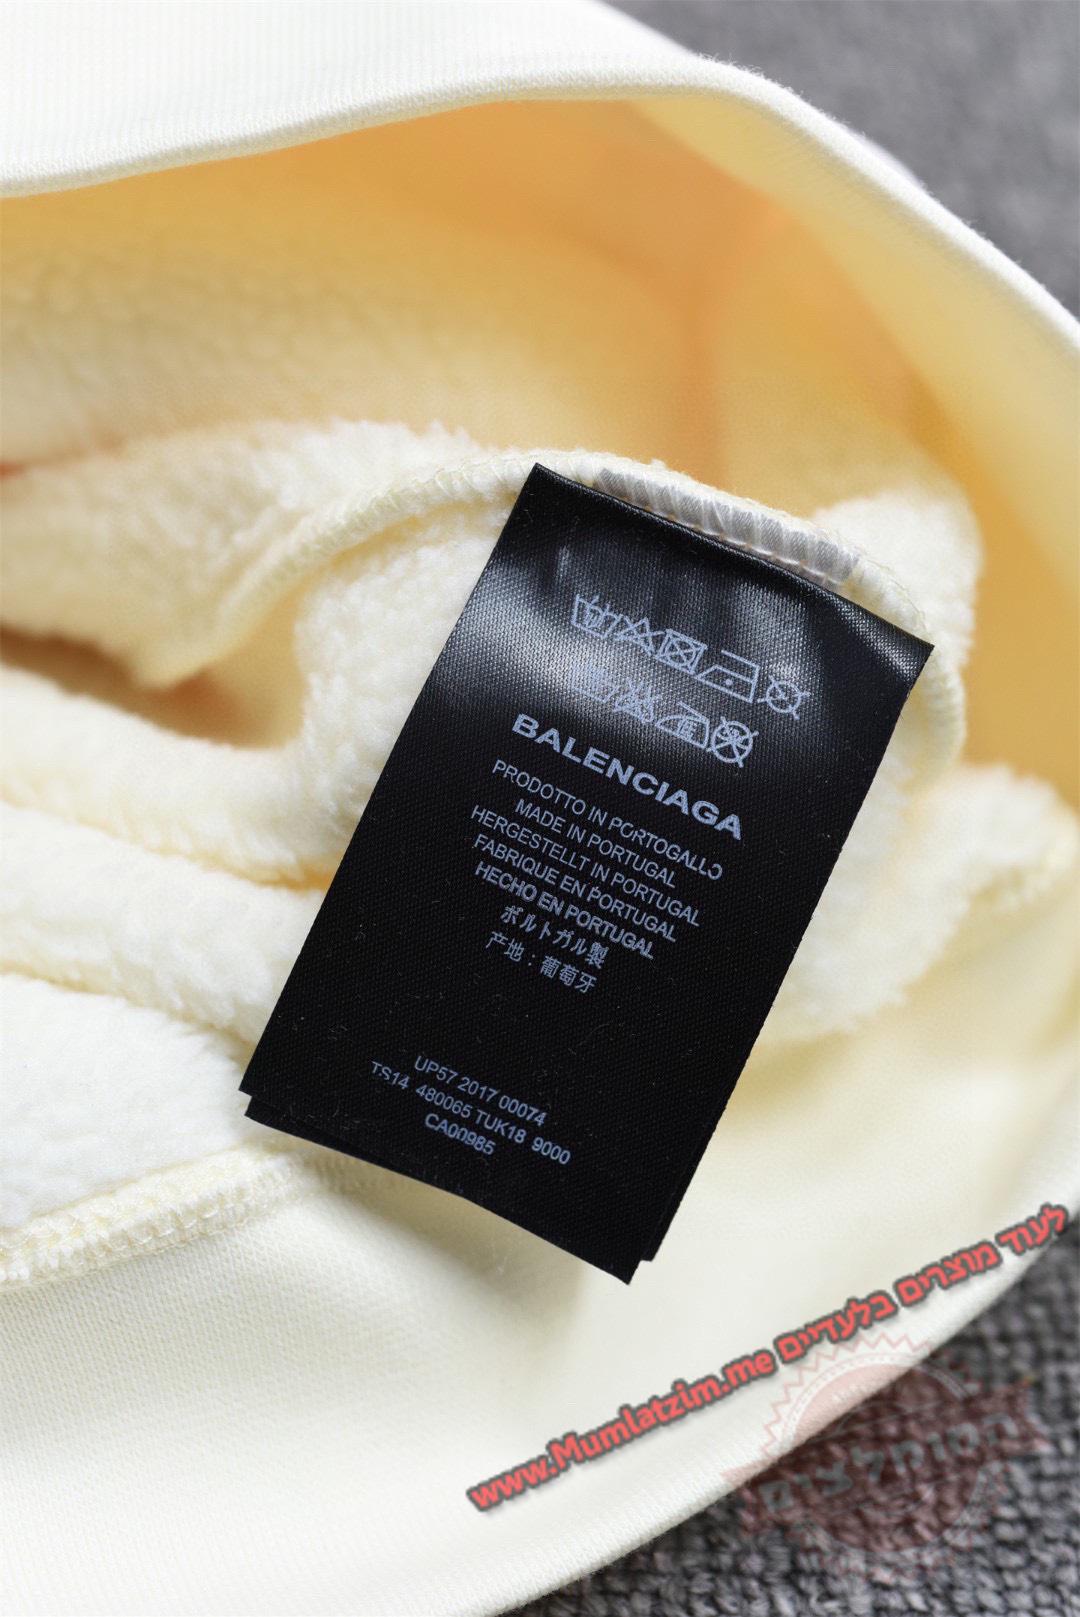 BALENCIAGA
PRODOTTO IN PORTOGALLO
MADE IN PORTUGAL
HERGESTELLT IN PORTUGAL
FABRIQUE EN PORTUGAL
HECHO EN PORTUGAL
ポルトガル製
产地：葡萄牙
UP57 2017 00074
TS14 480065 TUK18 9000
CA00985
www.Mumlatzim.me לעוד מוצרים בלעדיים
המומלצים